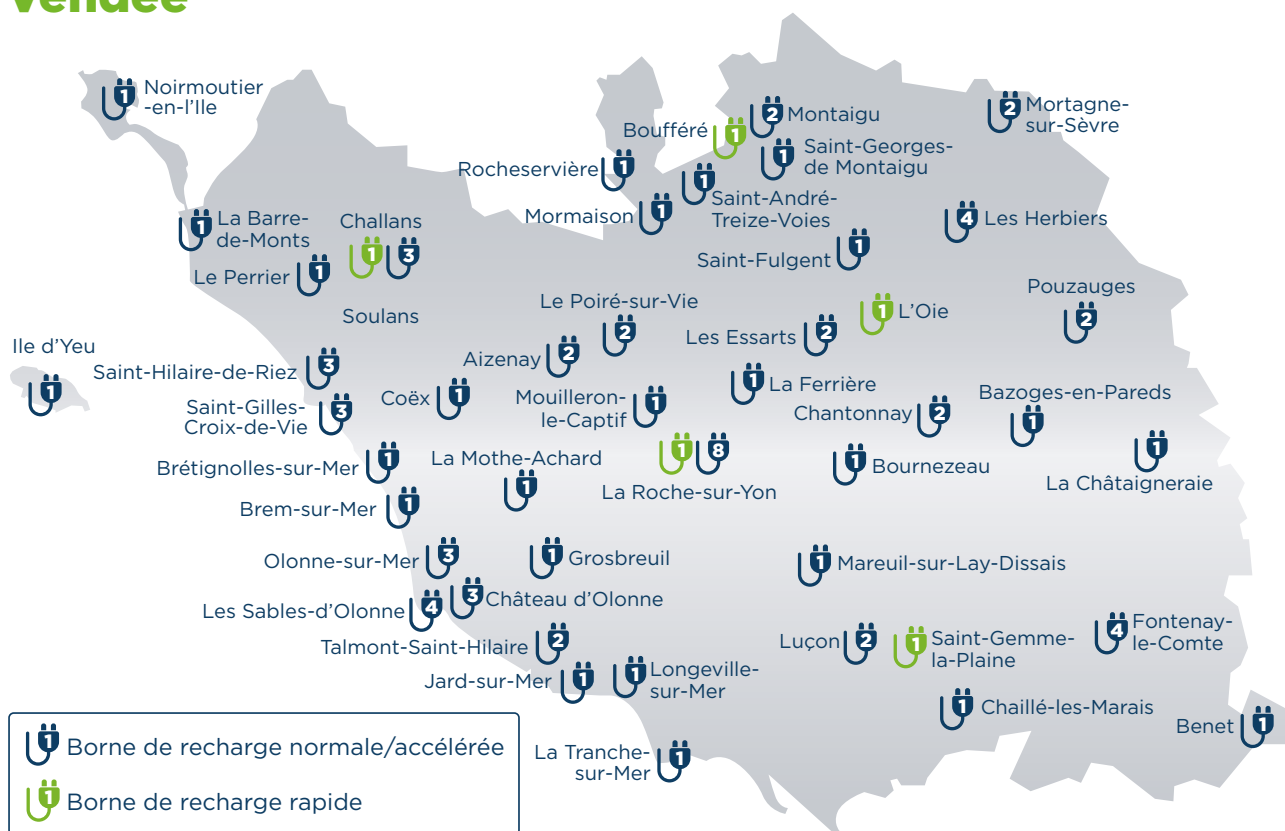 Vendée
1 Noirmoutier
-en-l'Ile
2 Montaigu
2 Mortagne-
sur-Sèvre
Boufféré 1
1 Saint-Georges-
de Montaigu
Rocheservière 1
1 Saint-André-
Treize-Voies
Mormaison 1
1 La Barre-
de-Monts
Challans
1 3
4 Les Herbiers
Saint-Fulgent 1
Le Perrier 1
Soulans
Le Poiré-sur-Vie
2
1 L'Oie
Pouzauges
2
Les Essarts 2
Ile d'Yeu
1
Aizenay 2
Saint-Hilaire-de-Riez 3
1 La Ferrière
Coëx 1
Mouilleron-
le-Captif 1
Saint-Gilles-
Croix-de-Vie 3
Chantonnay 2
Bazoges-en-Pareds
1
1
La Châtaigneraie
Brétignolles-sur-Mer 1
La Mothe-Achard
1
1 8
La Roche-sur-Yon
1 Bournezeau
Brem-sur-Mer 1
Olonne-sur-Mer 3
1 Grosbreuil
1 Mareuil-sur-Lay-Dissais
Les Sables-d'Olonne 4
3 Château d'Olonne
Talmont-Saint-Hilaire 2
Luçon 2
1 Saint-Gemme-
la-Plaine
4 Fontenay-
le-Comte
Jard-sur-Mer 1
1 Longeville-
sur-Mer
1 Chaillé-les-Marais
Benet 1
La Tranche-
sur-Mer 1
1 Borne de recharge normale/accélérée
1 Borne de recharge rapide